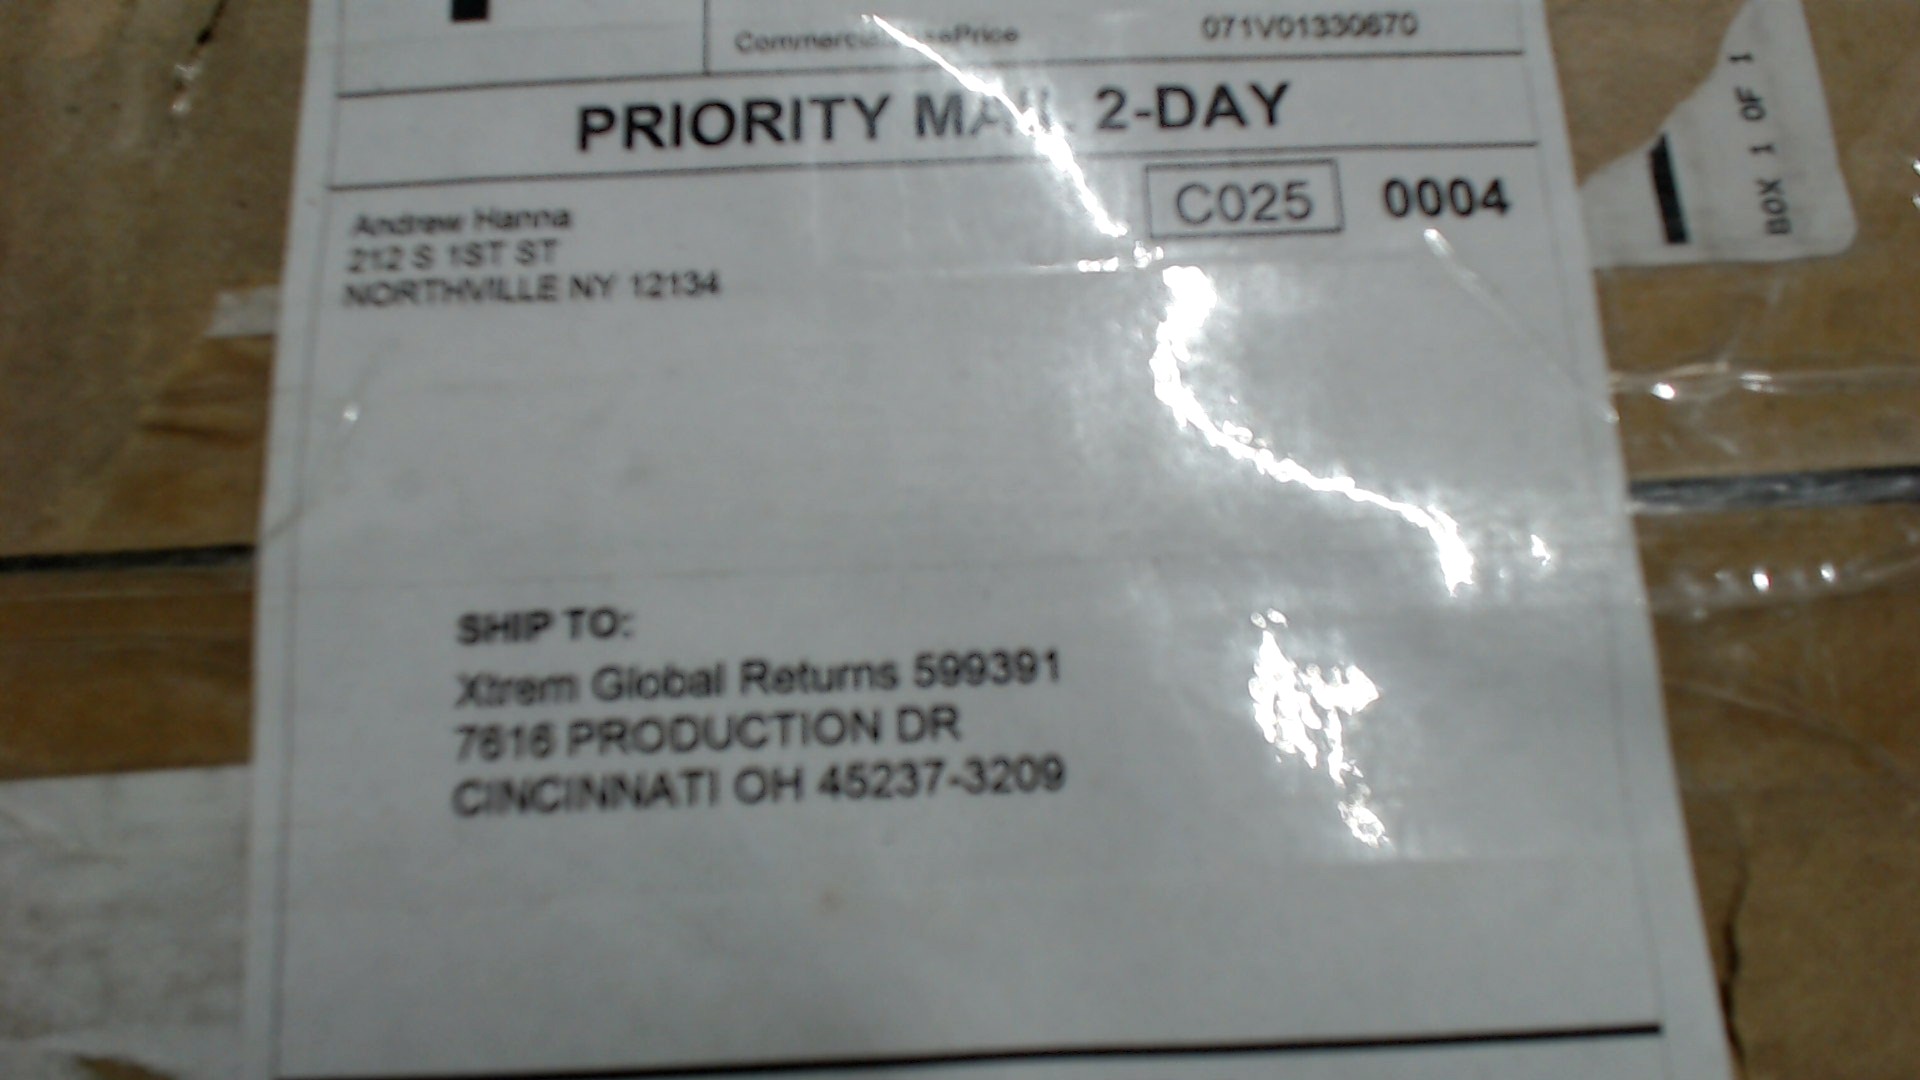 071V01330670
PRIORITY MAIL 2-DAY
C025 0004
Andrew Hanna
212 S 1ST ST
NORTHVILLE NY 12134
SHIP TO:
Xtrem Global Returns 599391
7616 PRODUCTION DR
CINCINNATI OH 45237-3209
BOX 1 OF 1